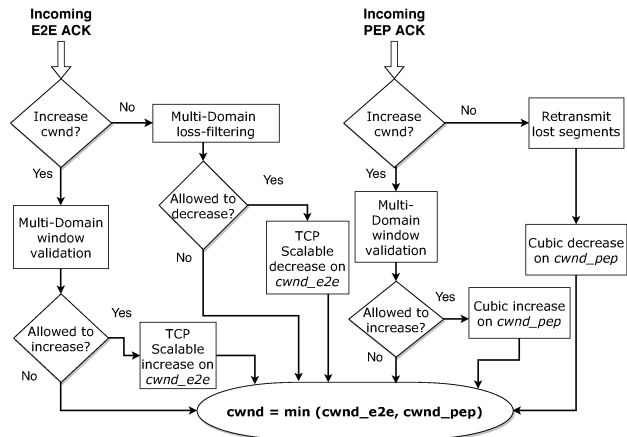 Incoming
E2E ACK
Incoming
PEP ACK
Increase
cwnd?
No
Yes
Multi-Domain
loss-filtering
Allowed to
decrease?
Yes
No
TCP
Scalable
decrease on
cwnd_e2e
Multi-Domain
window
validation
Allowed to
increase?
Yes
No
TCP
Scalable
increase on
cwnd_e2e
Increase
cwnd?
No
Yes
Retransmit
lost segments
Cubic decrease
on cwnd_pep
Multi-
Domain
window
validation
Allowed to
increase?
Yes
No
Cubic increase
on cwnd_pep
cwnd = min (cwnd_e2e, cwnd_pep)